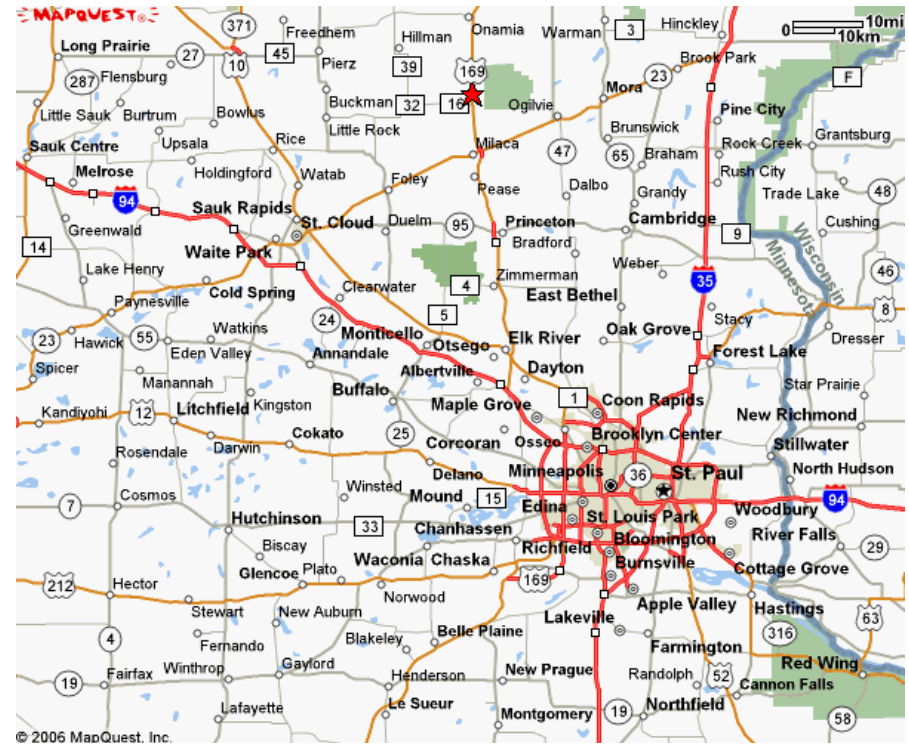 MAPQUEST®
371
Onamia
Hinckley
10mi
0
10km
Freedhem
Hillman
Warman
3
Long Prairie
27
10
45
39
169
23
Brook Park
F
287
Flensburg
Pierz
Mora
Little Sauk
Burtrum
Bowlus
Buckman
32
16
Ogilvie
Pine City
Little Rock
Brunswick
Sauk Centre
Upsala
Rice
Milaca
47
65
Braham
Rock Creek
Grantsburg
Melrose
Holdingford
Watab
Foley
Pease
Dalbo
Grandy
Rush City
Trade Lake
48
94
Sauk Rapids
St. Cloud
Duelm
95
Princeton
Cambridge
9
Cushing
Greenwald
14
Waite Park
Bradford
Wisconsin
Minnesota
Lake Henry
Cold Spring
Clearwater
4
Zimmerman
Weber
35
46
Paynesville
24
5
East Bethel
Stacy
8
23
Hawick
55
Watkins
Monticello
Otsego
Elk River
Oak Grove
Dresser
Eden Valley
Annandale
Forest Lake
Spicer
Manannah
Albertville
Dayton
Star Prairie
Kandiyohi
12
Litchfield
Kingston
Buffalo
Maple Grove
1
Coon Rapids
New Richmond
Darwin
Cokato
25
Corcoran
Osseo
Brooklyn Center
Stillwater
Rosendale
Delano
Minneapolis
36
St. Paul
North Hudson
7
Cosmos
Winsted
Mound
15
Edina
94
Hutchinson
33
Chanhassen
St. Louis Park
Woodbury
Biscay
Waconia
Chaska
Richfield
Bloomington
River Falls
29
212
Hector
Glencoe
Plato
169
Burnsville
Cottage Grove
Stewart
New Auburn
Norwood
Lakeville
Apple Valley
Hastings
4
Fernando
Blakeley
Belle Plaine
Farmington
316
63
19
Fairfax
Winthrop
Gaylord
Henderson
New Prague
Randolph
52
Red Wing
Cannon Falls
Lafayette
Le Sueur
Montgomery
19
Northfield
58
© 2006 MapQuest, Inc.